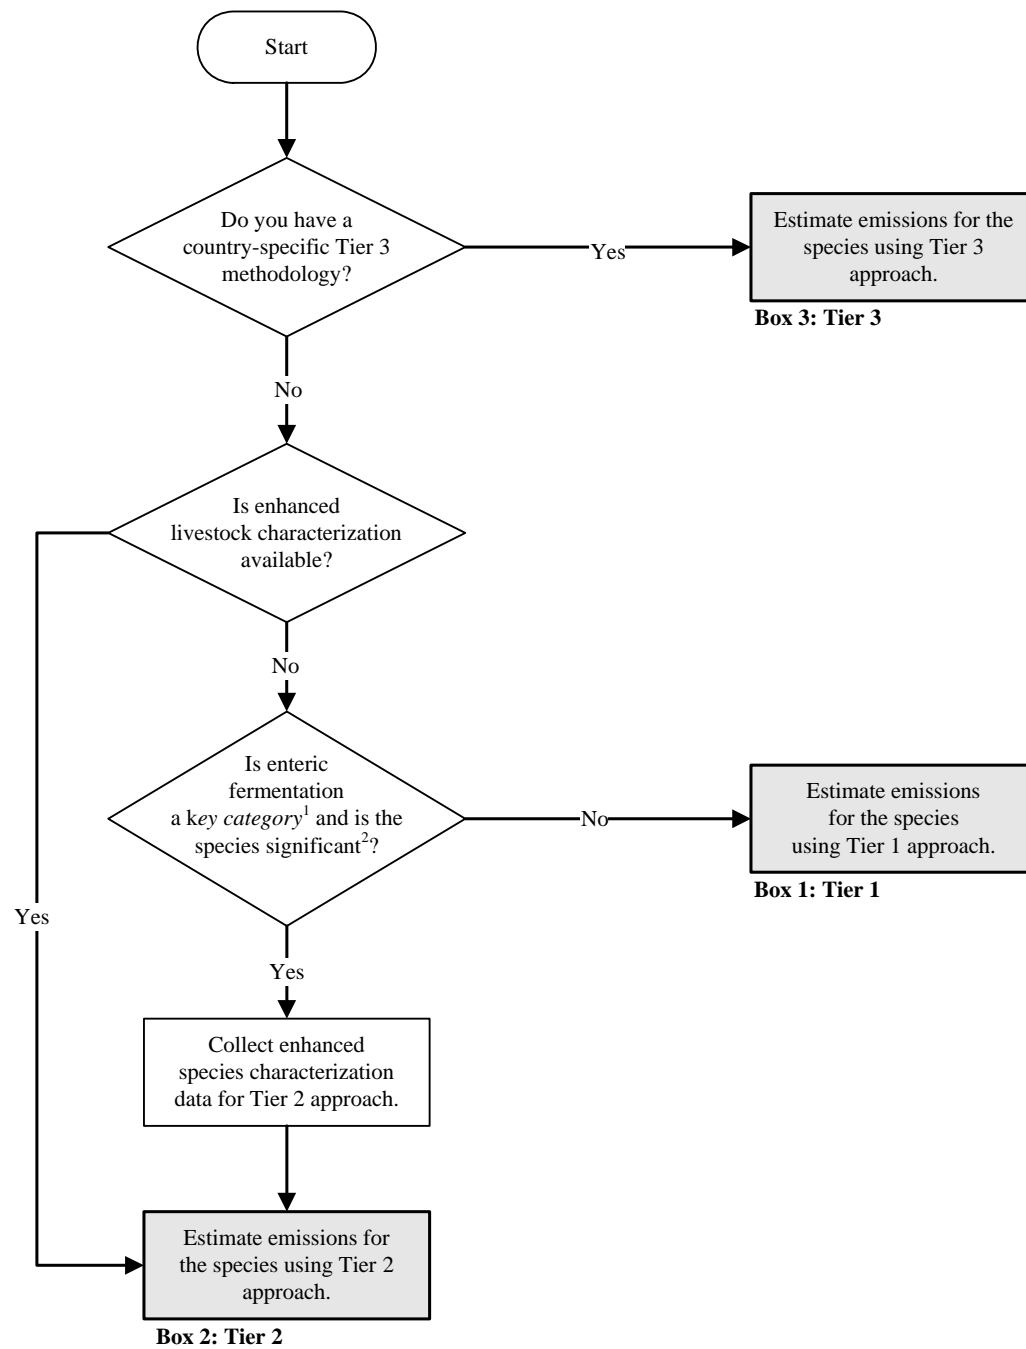 Start
Do you have a
country-specific Tier 3
methodology?
Yes
Estimate emissions for the
species using Tier 3
approach.
Box 3: Tier 3
No
Is enhanced
livestock characterization
available?
No
Is enteric
fermentation
a key category¹ and is the
species significant²?
No
Estimate emissions
for the species
using Tier 1 approach.
Box 1: Tier 1
Yes
Yes
Collect enhanced
species characterization
data for Tier 2 approach.
Estimate emissions for
the species using Tier 2
approach.
Box 2: Tier 2